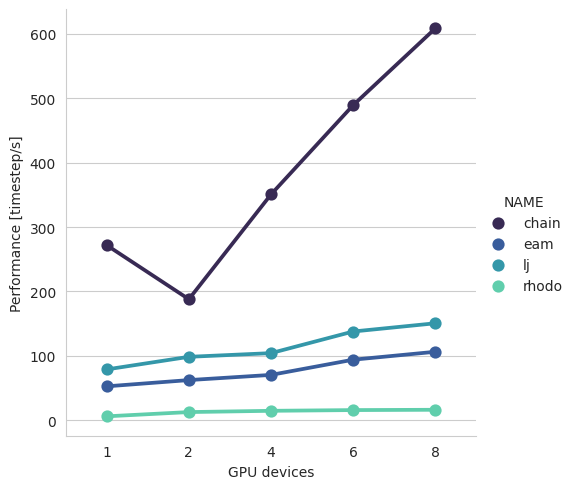 Performance [timestep/s]
600
500
400
300
200
100
0
1 2 4 6 8
GPU devices
NAME
chain
eam
lj
rhodo